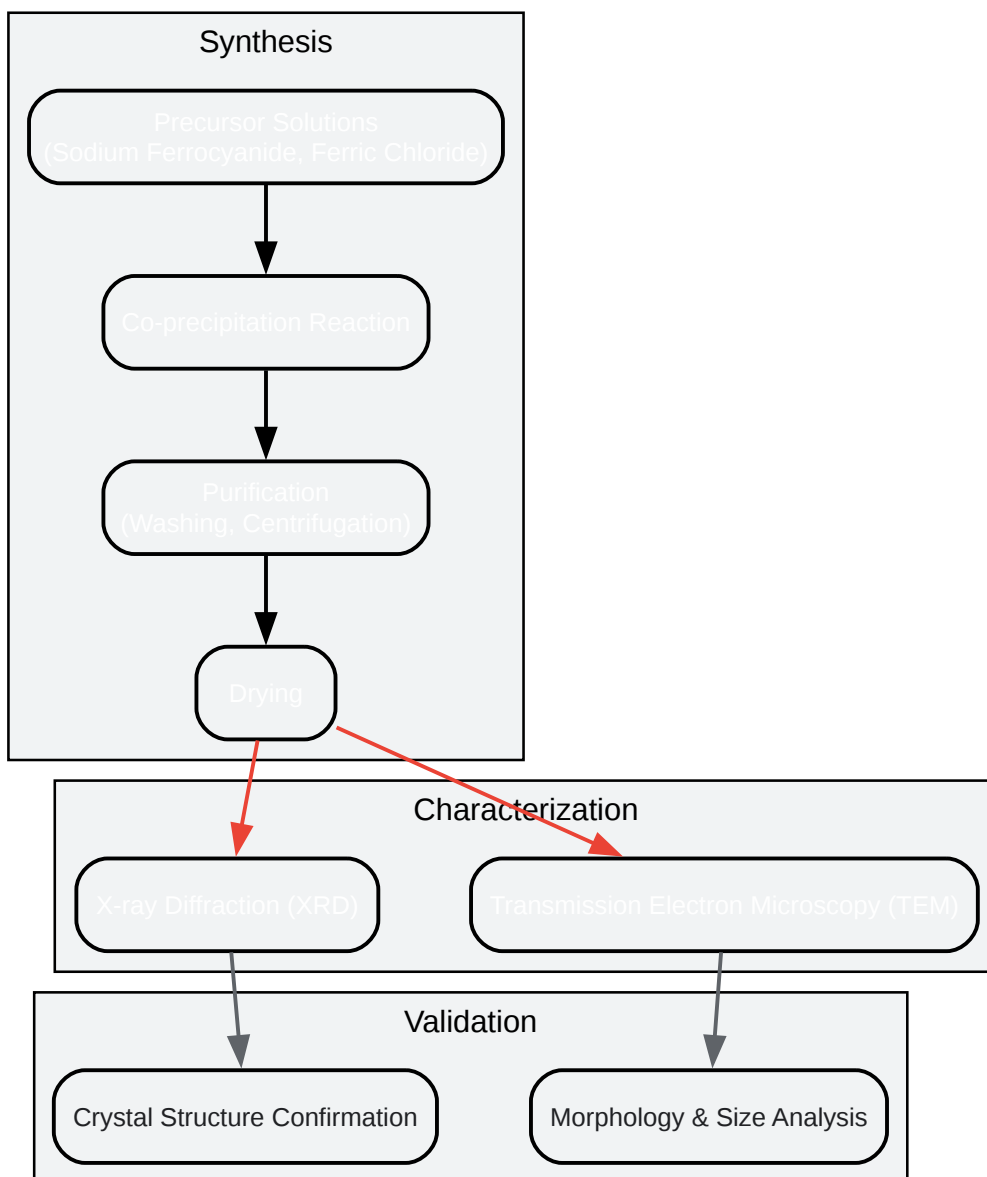 Synthesis
Precursor Solutions
(Sodium Ferrocyanide, Ferric Chloride)
Co-precipitation Reaction
Purification
(Washing, Centrifugation)
Drying
Characterization
X-ray Diffraction (XRD)
Transmission Electron Microscopy (TEM)
Validation
Crystal Structure Confirmation
Morphology & Size Analysis